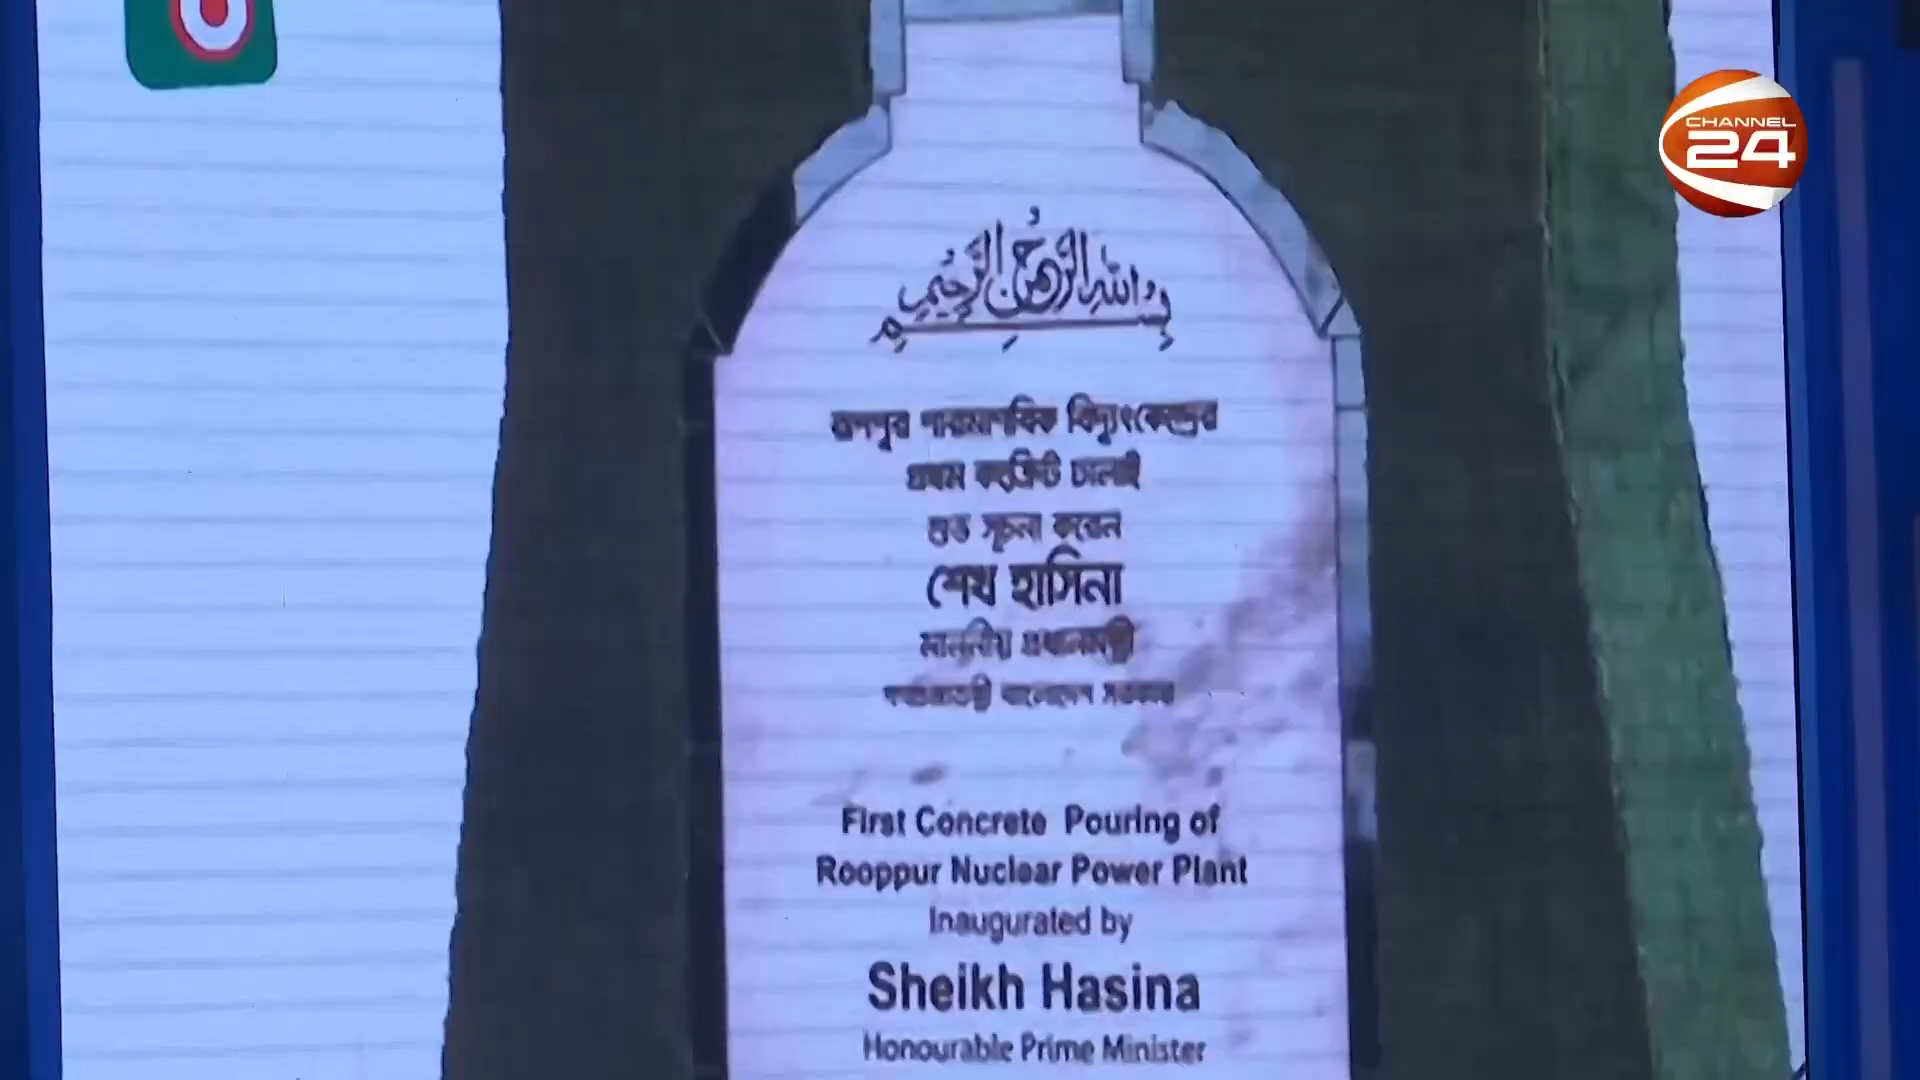 CHANNEL
24
بسم الله الرحمن الرحيم
রূপপুর পারমাণবিক বিদ্যুৎকেন্দ্রের
প্রথম কংক্রিট ঢালাই
শুভ সূচনা করেন
শেখ হাসিনা
মাননীয় প্রধানমন্ত্রী
গণপ্রজাতন্ত্রী বাংলাদেশ সরকার
First Concrete Pouring of
Rooppur Nuclear Power Plant
Inaugurated by
Sheikh Hasina
Honourable Prime Minister